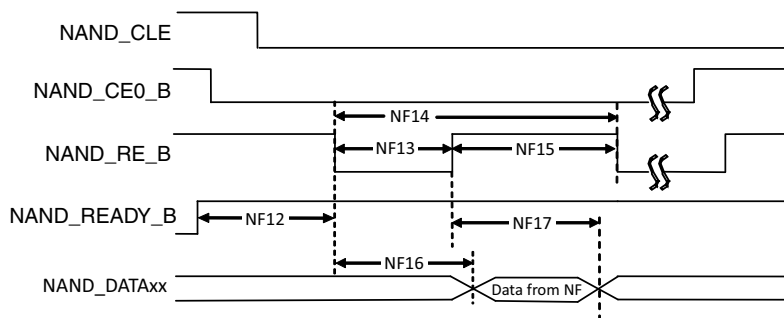 NAND_CLE
NAND_CE0_B
NF14
NAND_RE_B
NF13
NF15
NAND_READY_B
NF12
NF17
NF16
NAND_DATAxx
Data from NF